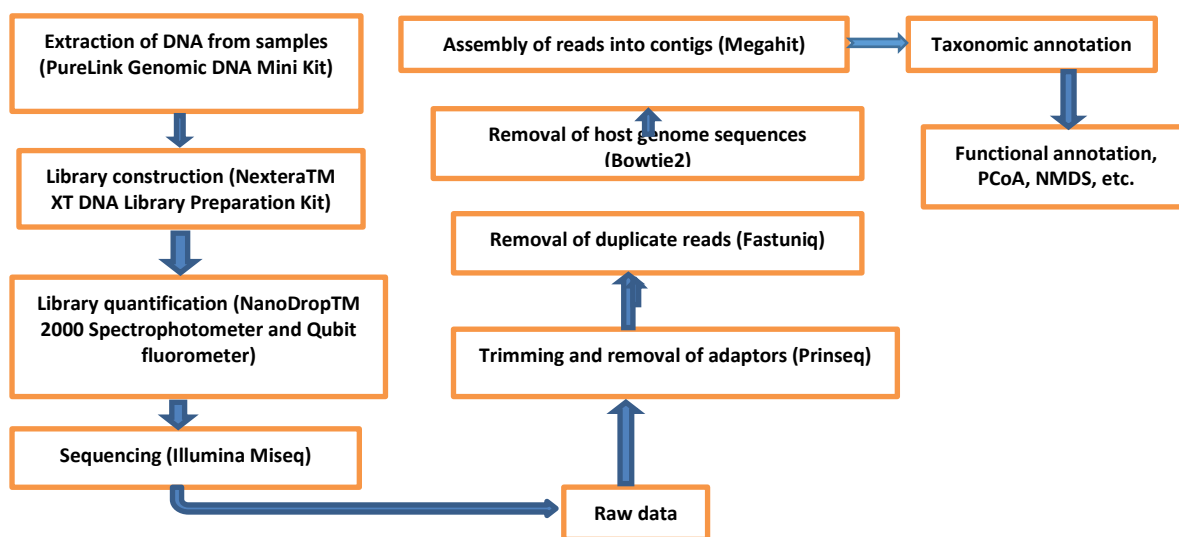 Extraction of DNA from samples
(PureLink Genomic DNA Mini Kit)
Library construction (NexteraTM
XT DNA Library Preparation Kit)
Library quantification (NanoDropTM
2000 Spectrophotometer and Qubit
fluorometer)
Sequencing (Illumina Miseq)
Raw data
Trimming and removal of adaptors (Prinseq)
Removal of duplicate reads (Fastuniq)
Removal of host genome sequences
(Bowtie2)
Assembly of reads into contigs (Megahit)
Taxonomic annotation
Functional annotation,
PCoA, NMDS, etc.